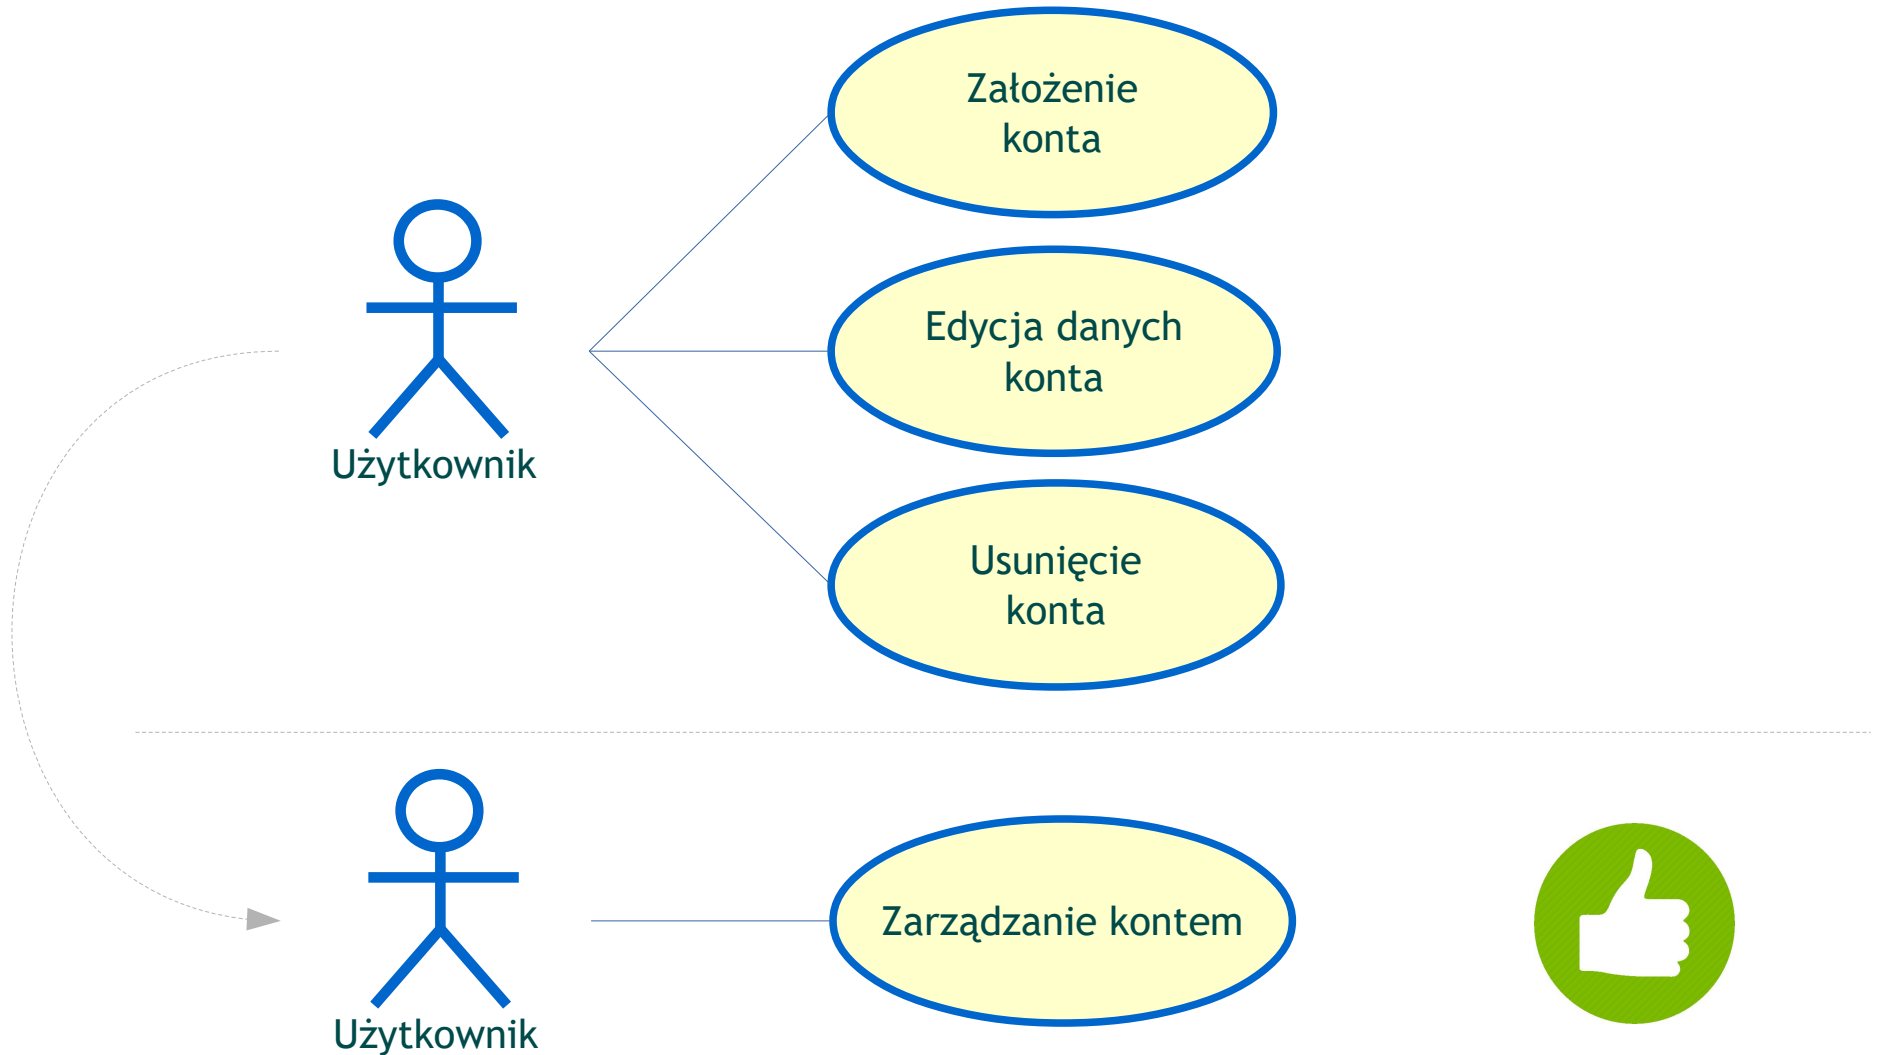 Założenie
konta
Edycja danych
konta
Użytkownik
Usunięcie
konta
Zarządzanie kontem
Użytkownik